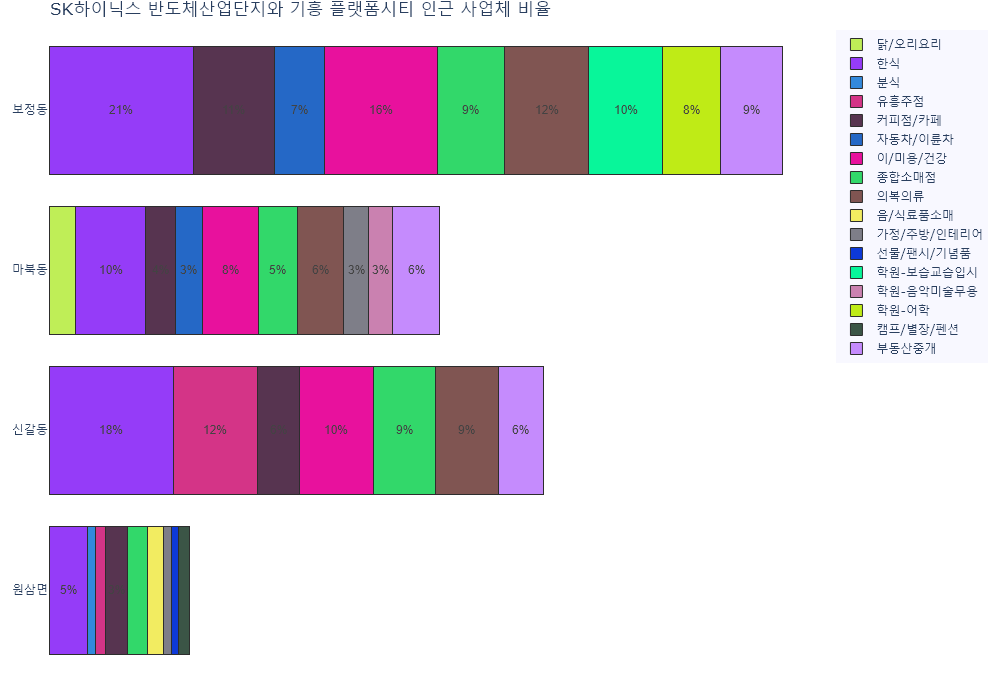 SK하이닉스 반도체산업단지와 기흥 플랫폼시티 인근 사업체 비율
닭/오리요리
한식
분식
유흥주점
커피점/카페
자동차/이륜차
이/미용/건강
종합소매점
의복의류
음/식료품소매
가정/주방/인테리어
선물/팬시/기념품
학원-보습교습입시
학원-음악미술무용
학원-어학
캠프/별장/펜션
부동산중개
보정동 21% 7% 16% 9% 12% 10% 8% 9%
마북동 10% 3% 8% 5% 6% 3% 3% 6%
신갈동 18% 12% 10% 9% 9% 6%
원삼면 5%